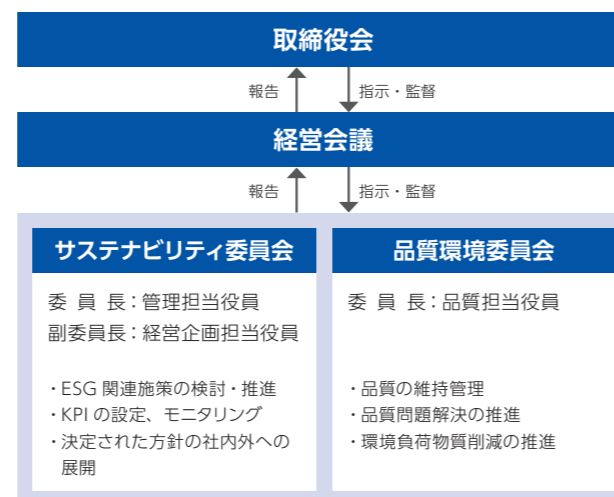 取締役会
報告
指示・監督
経営会議
報告
指示・監督
サステナビリティ委員会
委員長：管理担当役員
副委員長：経営企画担当役員
・ESG 関連施策の検討・推進
・KPI の設定、モニタリング
・決定された方針の社内外への
展開
品質環境委員会
委員長：品質担当役員
・品質の維持管理
・品質問題解決の推進
・環境負荷物質削減の推進